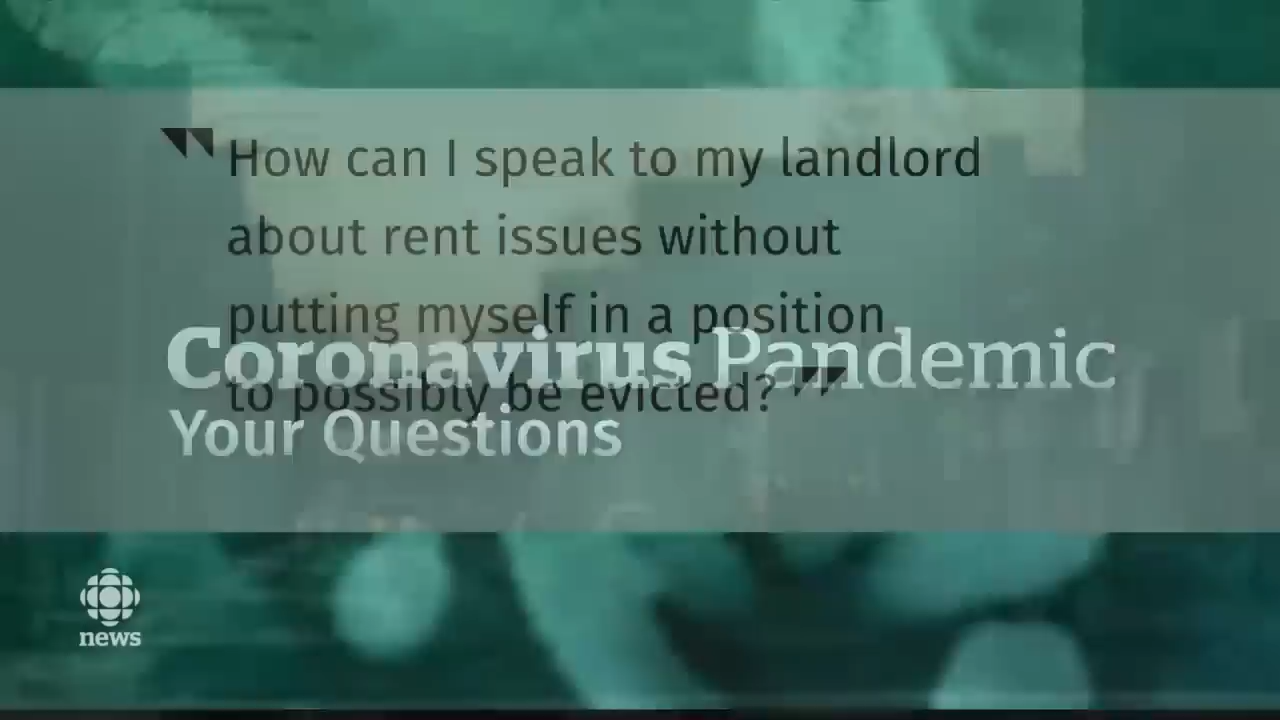 How can I speak to my landlord
about rent issues without
putting myself in a position
to possibly be evicted?
Coronavirus Pandemic
Your Questions
news